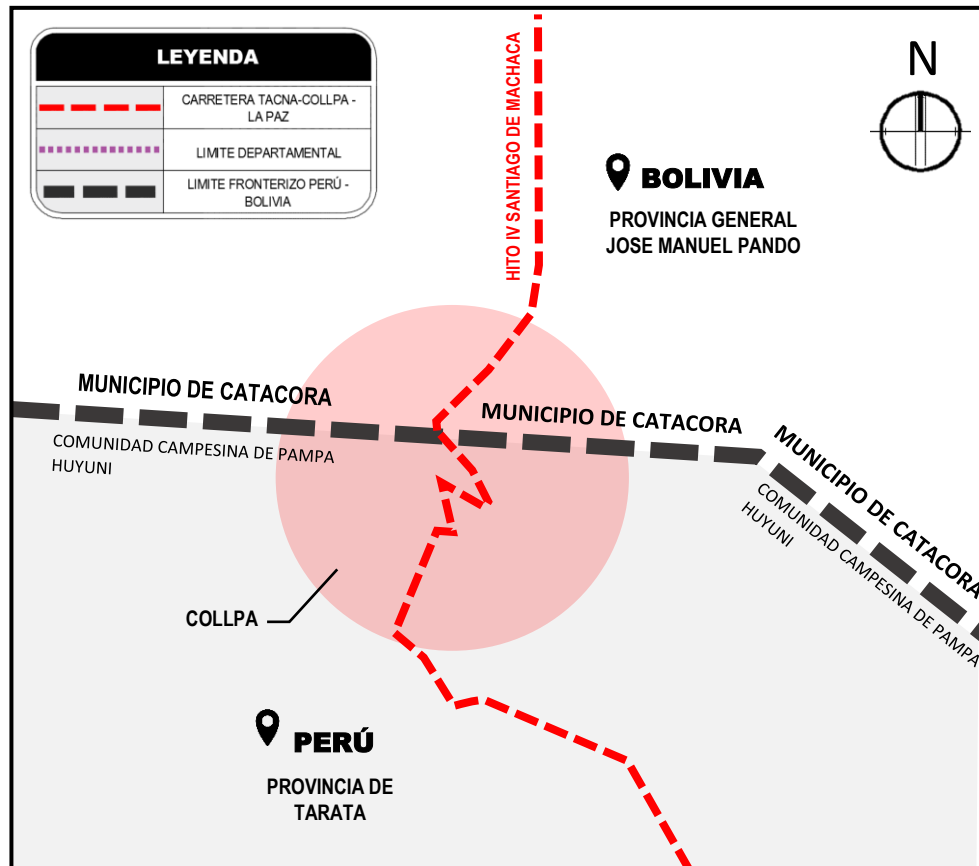 LEYENDA
CARRETERA TACNA-COLLPA -
LA PAZ
LIMITE DEPARTAMENTAL
LIMITE FRONTERIZO PERÚ -
BOLIVIA
N
HITO IV SANTIAGO DE MACHACA
BOLIVIA
PROVINCIA GENERAL
JOSE MANUEL PANDO
MUNICIPIO DE CATACORA
MUNICIPIO DE CATACORA
MUNICIPIO DE CATACORA
COMUNIDAD CAMPESINA DE PAMPA
HUYUNI
COMUNIDAD CAMPESINA DE PAMPA
HUYUNI
COLLPA
PERÚ
PROVINCIA DE
TARATA